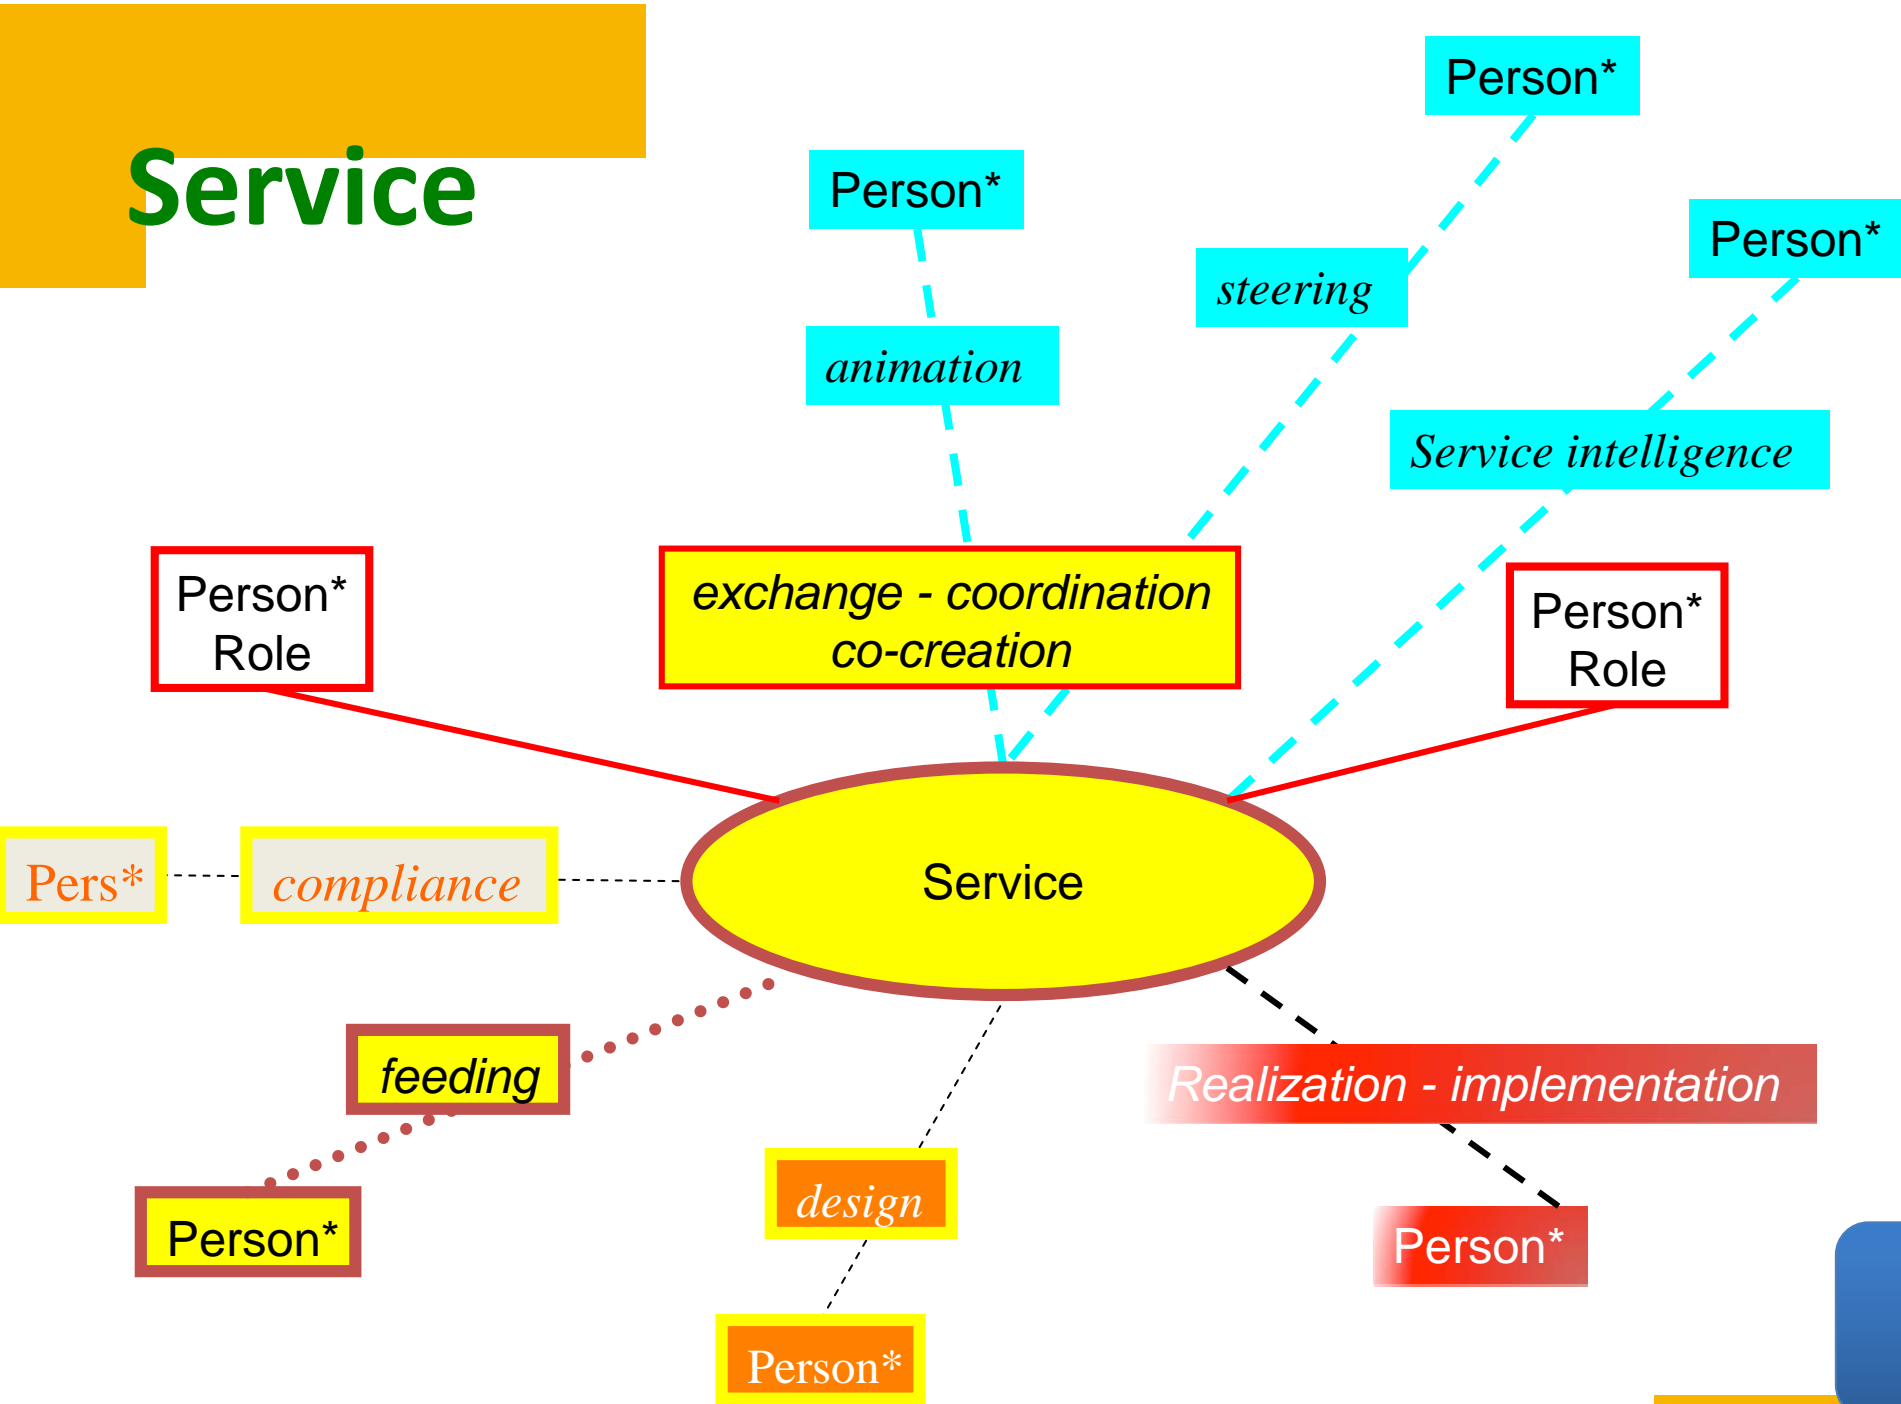 Service
Person*
Person*
Person*
steering
animation
Service intelligence
Person*
Role
exchange - coordination
co-creation
Person*
Role
Pers*
compliance
Service
feeding
Realization - implementation
design
Person*
Person*
Person*